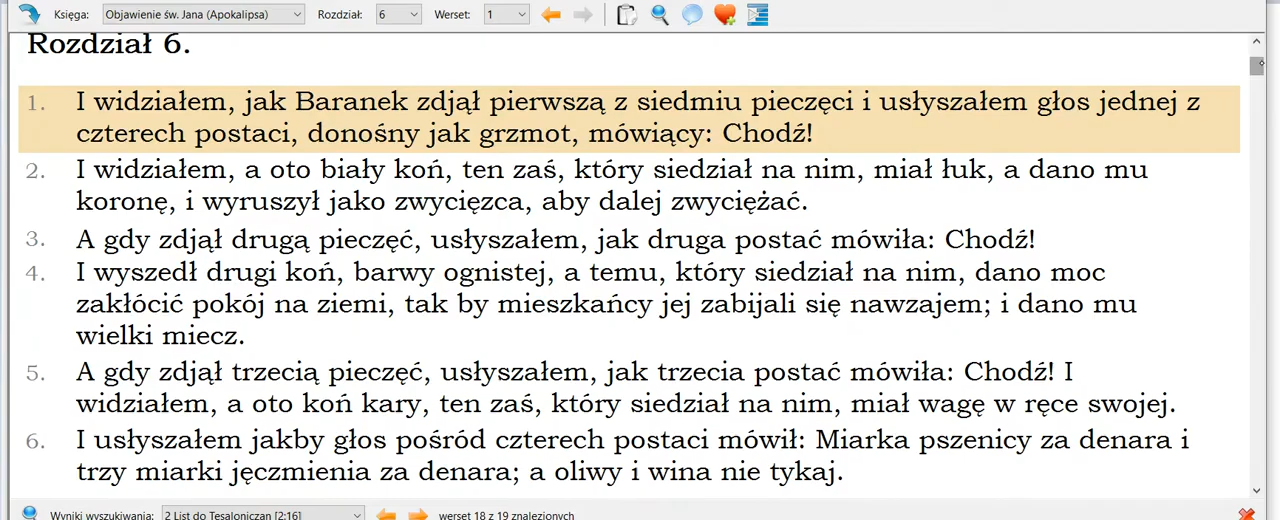 Księga: Objawienie św. Jana (Apokalipsa) Rozdział: 6 Werset: 1
Rozdział 6.
1. I widziałem, jak Baranek zdjął pierwszą z siedmiu pieczęci i usłyszałem głos jednej z
czterech postaci, donośny jak grzmot, mówiący: Chodź!
2. I widziałem, a oto biały koń, ten zaś, który siedział na nim, miał łuk, a dano mu
koronę, i wyruszył jako zwycięzca, aby dalej zwyciężać.
3. A gdy zdjął drugą pieczęć, usłyszałem, jak druga postać mówiła: Chodź!
4. I wyszedł drugi koń, barwy ognistej, a temu, który siedział na nim, dano moc
zakłócić pokój na ziemi, tak by mieszkańcy jej zabijali się nawzajem; i dano mu
wielki miecz.
5. A gdy zdjął trzecią pieczęć, usłyszałem, jak trzecia postać mówiła: Chodź! I
widziałem, a oto koń kary, ten zaś, który siedział na nim, miał wagę w ręce swojej.
6. I usłyszałem jakby głos pośród czterech postaci mówił: Miarka pszenicy za denara i
trzy miarki jęczmienia za denara; a oliwy i wina nie tykaj.
Wyniki wyszukiwania: 2 List do Tesaloniczan [2:16] werset 18 z 19 znalezionych